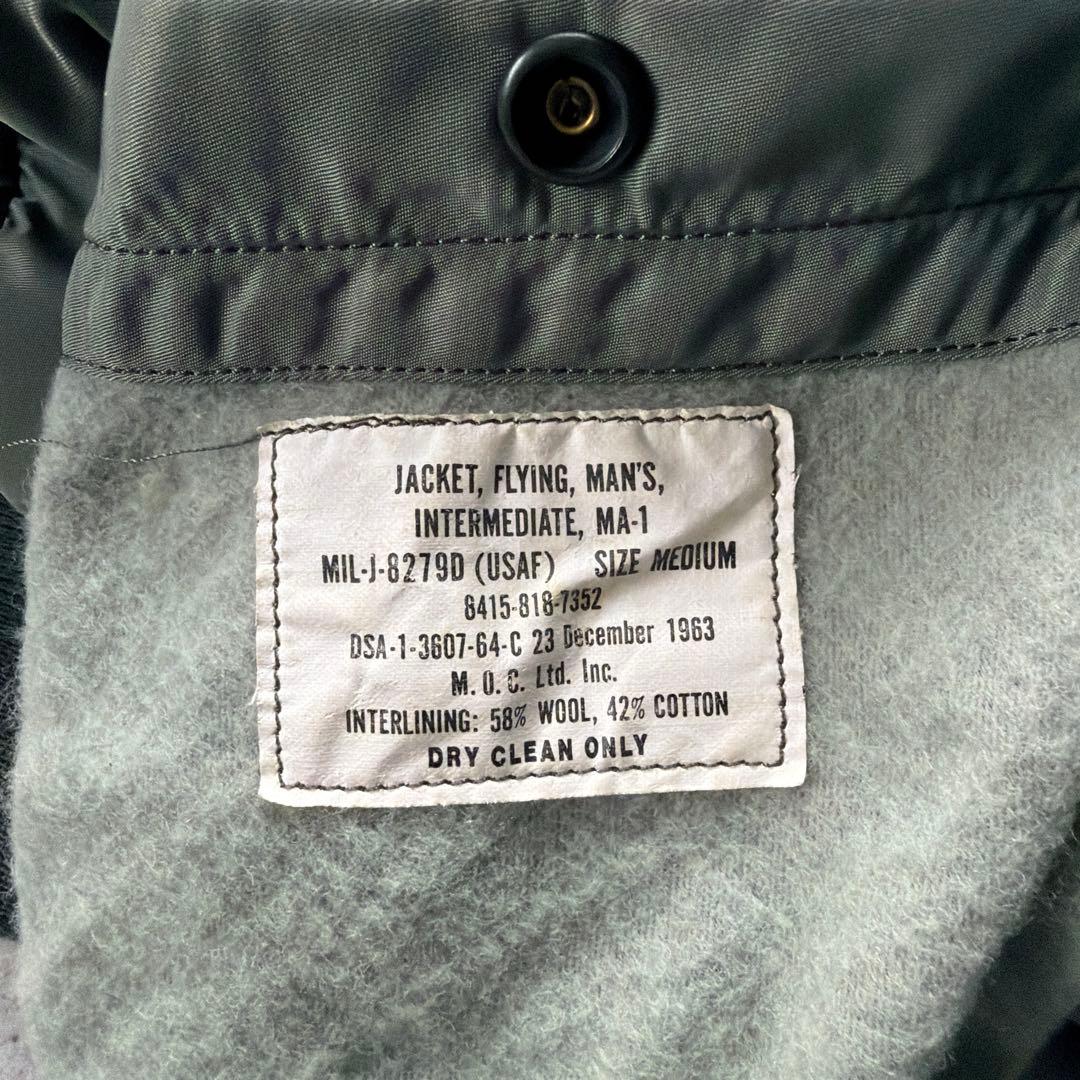 JACKET, FLYING, MAN'S,
INTERMEDIATE, MA-1
MIL-J-8279D (USAF) SIZE MEDIUM
8415-818-7352
DSA-1-3607-64-C 23 December 1963
M. O. C. Ltd. Inc.
INTERLINING: 58% WOOL, 42% COTTON
DRY CLEAN ONLY